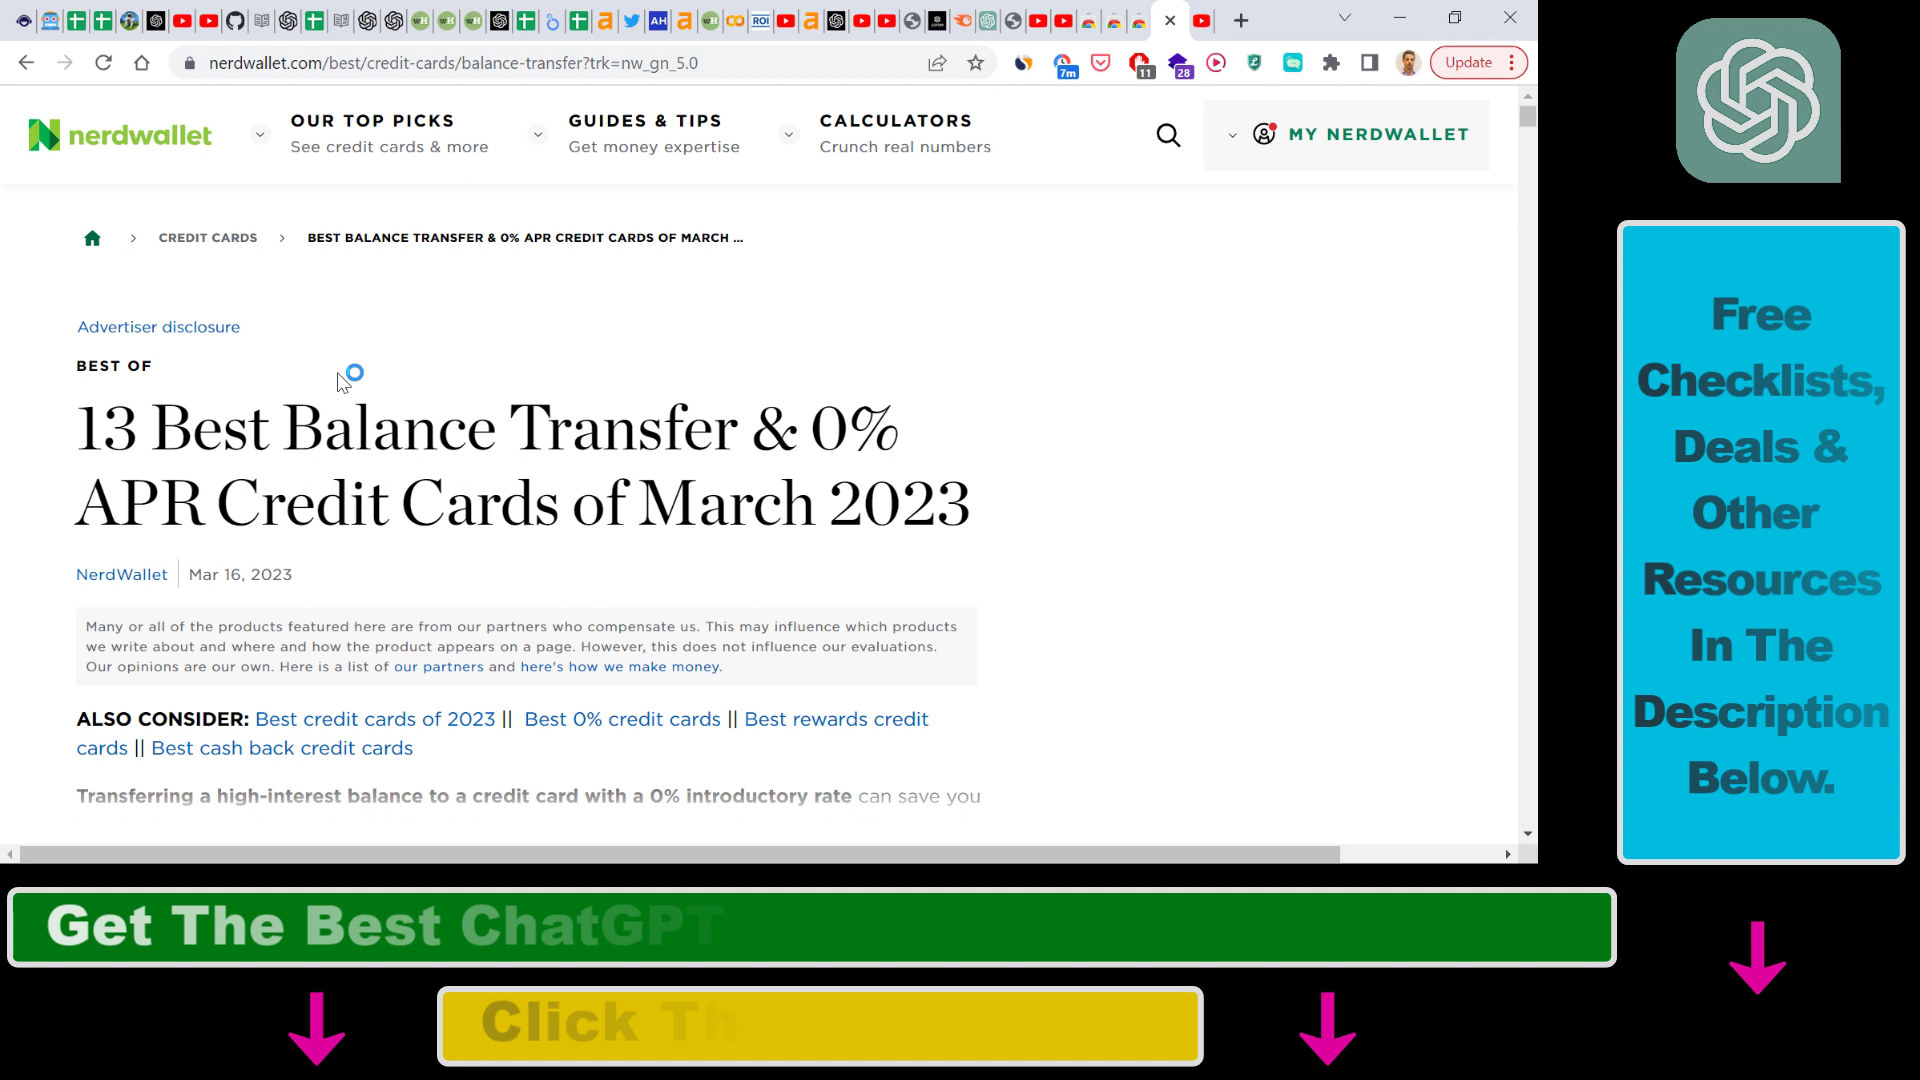 AH
ROI
nerdwallet.com/best/credit-cards/balance-transfer?trk=nw_gn_5.0
7m
11
28
Update
nerdwallet
OUR TOP PICKS
See credit cards & more
GUIDES & TIPS
Get money expertise
CALCULATORS
Crunch real numbers
MY NERDWALLET
CREDIT CARDS
BEST BALANCE TRANSFER & 0% APR CREDIT CARDS OF MARCH ...
Advertiser disclosure
BEST OF
13 Best Balance Transfer & 0%
APR Credit Cards of March 2023
NerdWallet
Mar 16, 2023
Many or all of the products featured here are from our partners who compensate us. This may influence which products
we write about and where and how the product appears on a page. However, this does not influence our evaluations.
Our opinions are our own. Here is a list of our partners and here's how we make money.
ALSO CONSIDER: Best credit cards of 2023 || Best 0% credit cards || Best rewards credit
cards || Best cash back credit cards
Transferring a high-interest balance to a credit card with a 0% introductory rate can save you
Free
Checklists,
Deals &
Other
Resources
In The
Description
Below.
Get The Best ChatGPT
Click Th